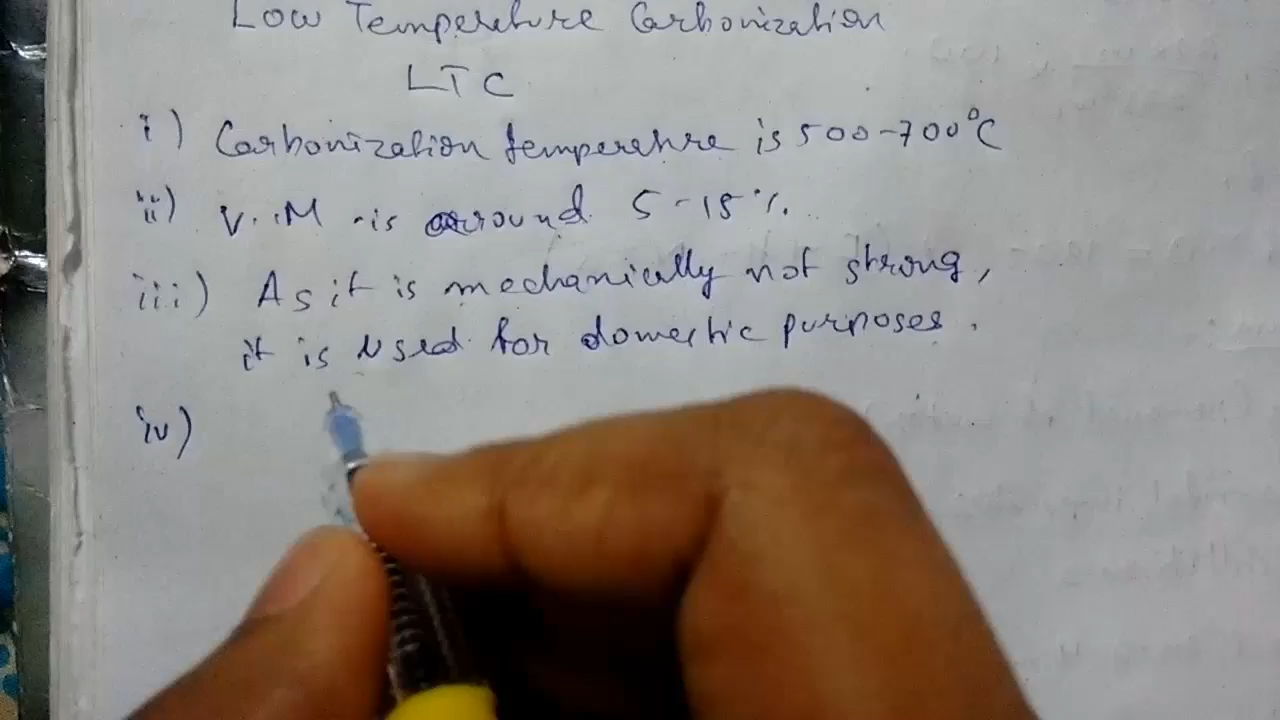 Low Temperature Carbonization
LTC
i) Carbonization temperature is 500-700°C
ii) V.M is around 5-15%.
iii) As it is mechanically not strong,
it is used for domestic purposes.
iv)